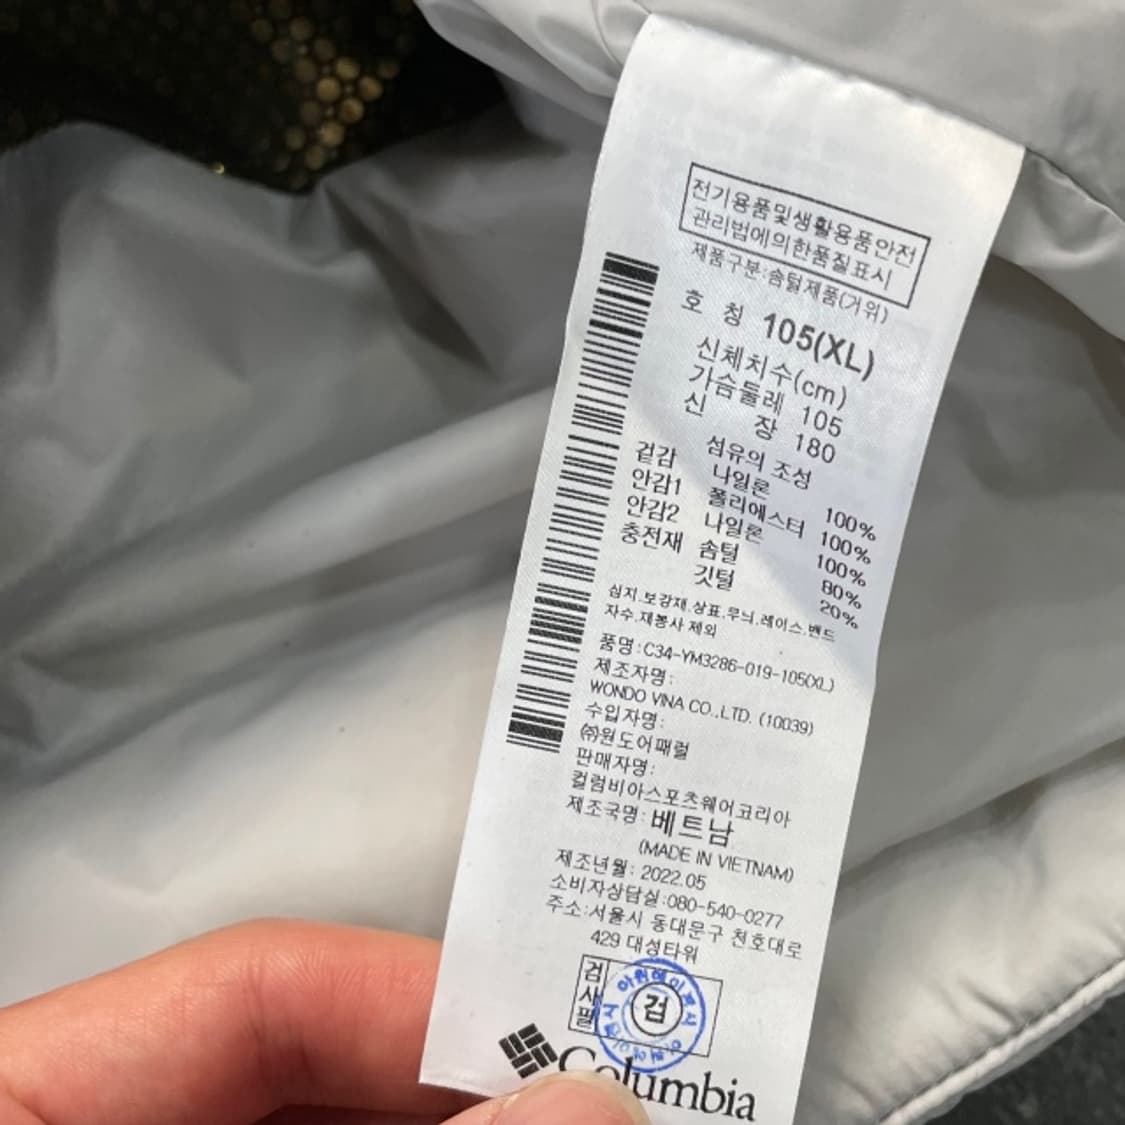 전기용품및생활용품안전
관리법에의한품질표시
제품구분:솜털제품(거위)
호 칭 105(XL)
신체치수(cm)
가슴둘레 105
신 장 180
섬유의 조성
겉감 나일론 100%
안감1 폴리에스터 100%
안감2 나일론 100%
충전재 솜털 80%
깃털 20%
심지.보강재.상표.무늬.레이스.밴드
자수.재봉사 제외
품명:C34-YM3286-019-105(XL)
제조자명:
WONDO VINA CO.,LTD. (10039)
수입자명:
㈜원도어패럴
판매자명:
컬럼비아스포츠웨어코리아
제조국명:베트남
(MADE IN VIETNAM)
제조년월: 2022.05
소비자상담실:080-540-0277
주소:서울시 동대문구 천호대로
429 대성타워
검사필
검
Columbia